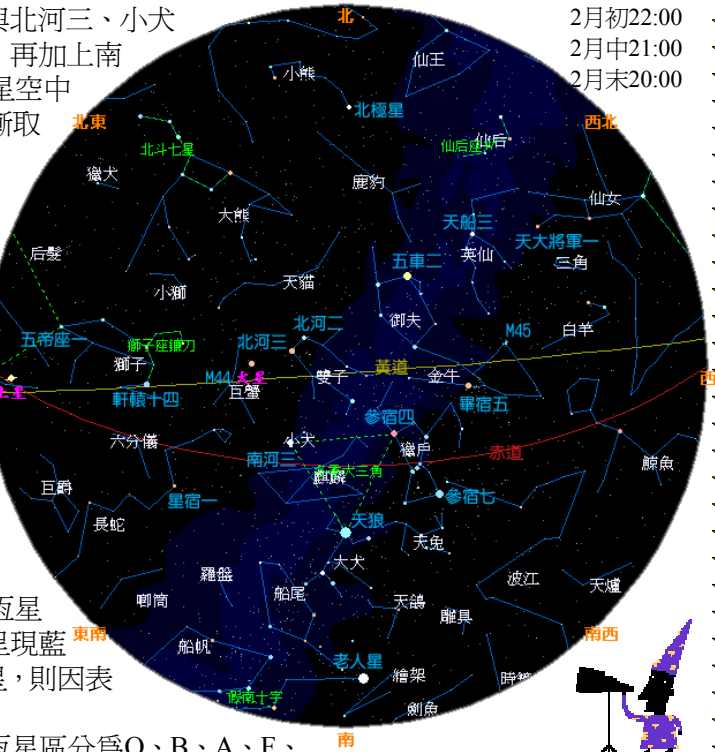 與北河三、小犬
再加上南
星空中
漸取
2月初22:00
2月中21:00
2月末20:00
北
仙王
小熊
北極星
北東
西北
北斗七星
仙后
仙后座
獵犬
鹿豹
大熊
仙女
天船三
天大將軍一
后髮
英仙
三角
五車二
天貓
小獅
御夫
北河二
北河三
M45
白羊
五帝座一
獅子座鐮刀
獅子
黃道
M44
火星
雙子
金牛
西
土星
巨蟹
軒轅十四
畢宿五
參宿四
六分儀
小犬
獵戶
赤道
南河三
冬季大三角
麒麟
鯨魚
巨爵
星宿一
參宿七
長蛇
天狼
天兔
大犬
羅盤
波江
天爐
船尾
唧筒
天鴿
雕具
恆星
呈現藍
星,則因表
東南
南西
船帆
老人星
繪架
時鐘
假南十字
劍魚
南
恆星區分為O、B、A、F、